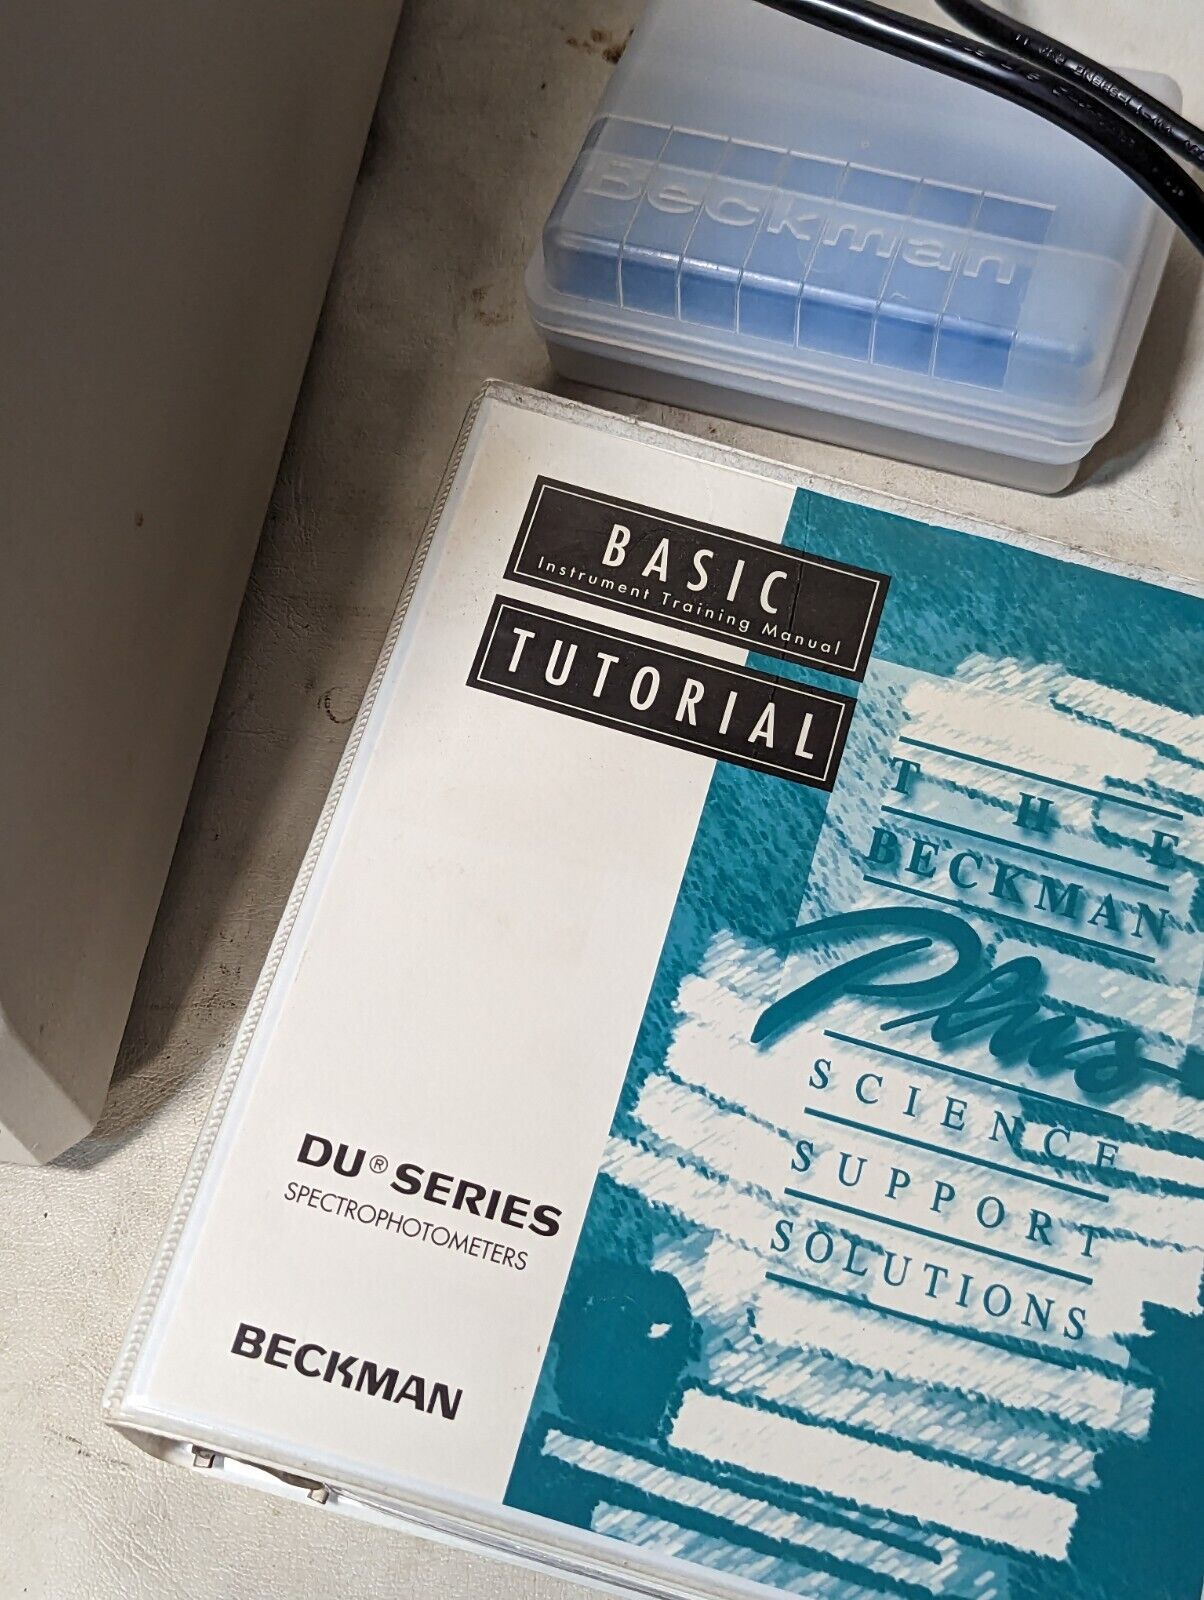 Beckman
BASIC
Instrument Training Manual
TUTORIAL
THE
BECKMAN
Plus
SCIENCE
SUPPORT
SOLUTIONS
DU® SERIES
SPECTROPHOTOMETERS
BECKMAN